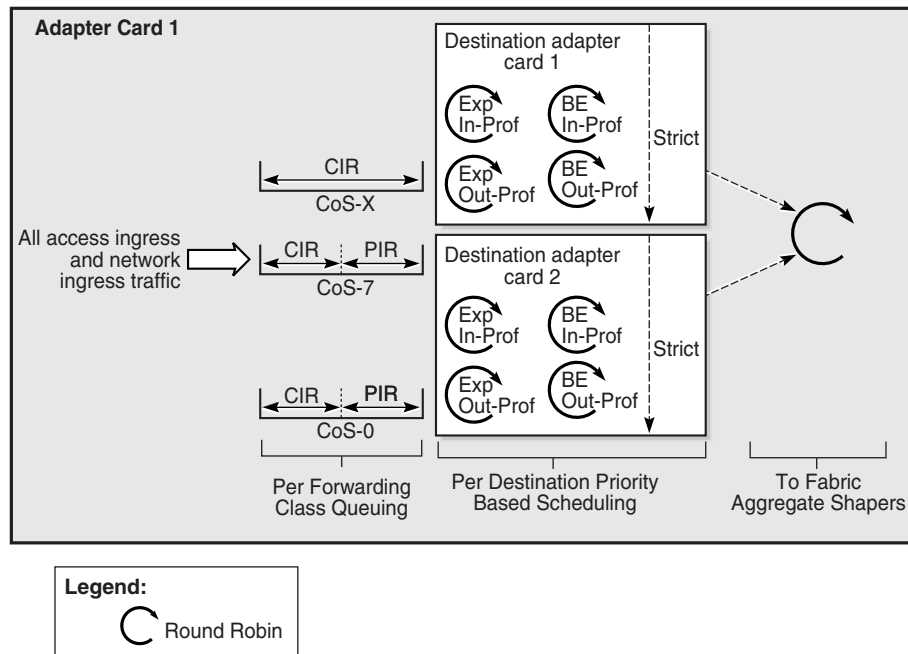 Adapter Card 1
Destination adapter
card 1
Exp
In-Prof
BE
In-Prof
Exp
Out-Prof
BE
Out-Prof
Strict
CIR
CoS-X
All access ingress
and network
ingress traffic
CIR
PIR
CoS-7
Destination adapter
card 2
Exp
In-Prof
BE
In-Prof
Exp
Out-Prof
BE
Out-Prof
Strict
CIR
PIR
CoS-0
Per Forwarding
Class Queuing
Per Destination Priority
Based Scheduling
To Fabric
Aggregate Shapers
Legend:
Round Robin